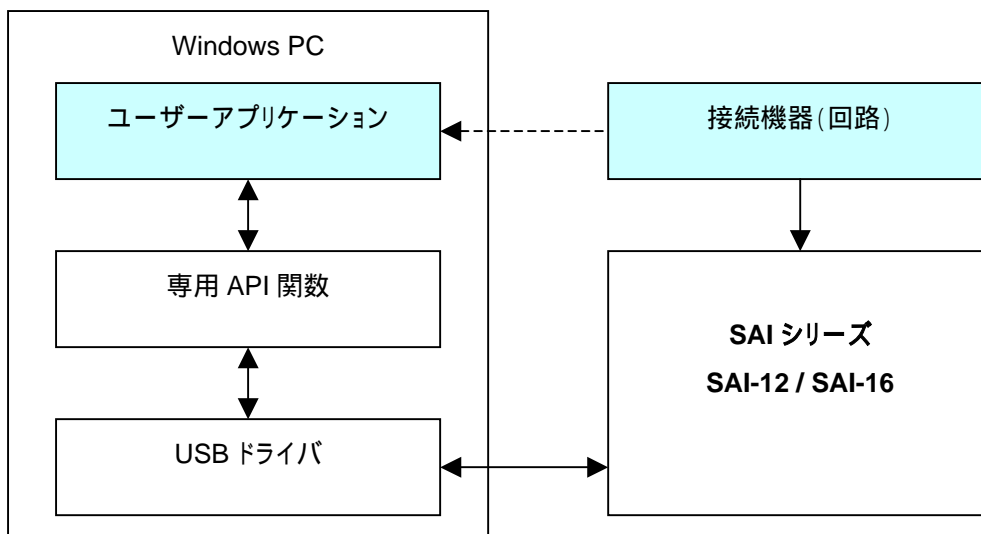 Windows PC
ユーザーアプリケーション
接続機器(回路)
専用 API 関数
SAI シリーズ
SAI-12 / SAI-16
USB ドライバ